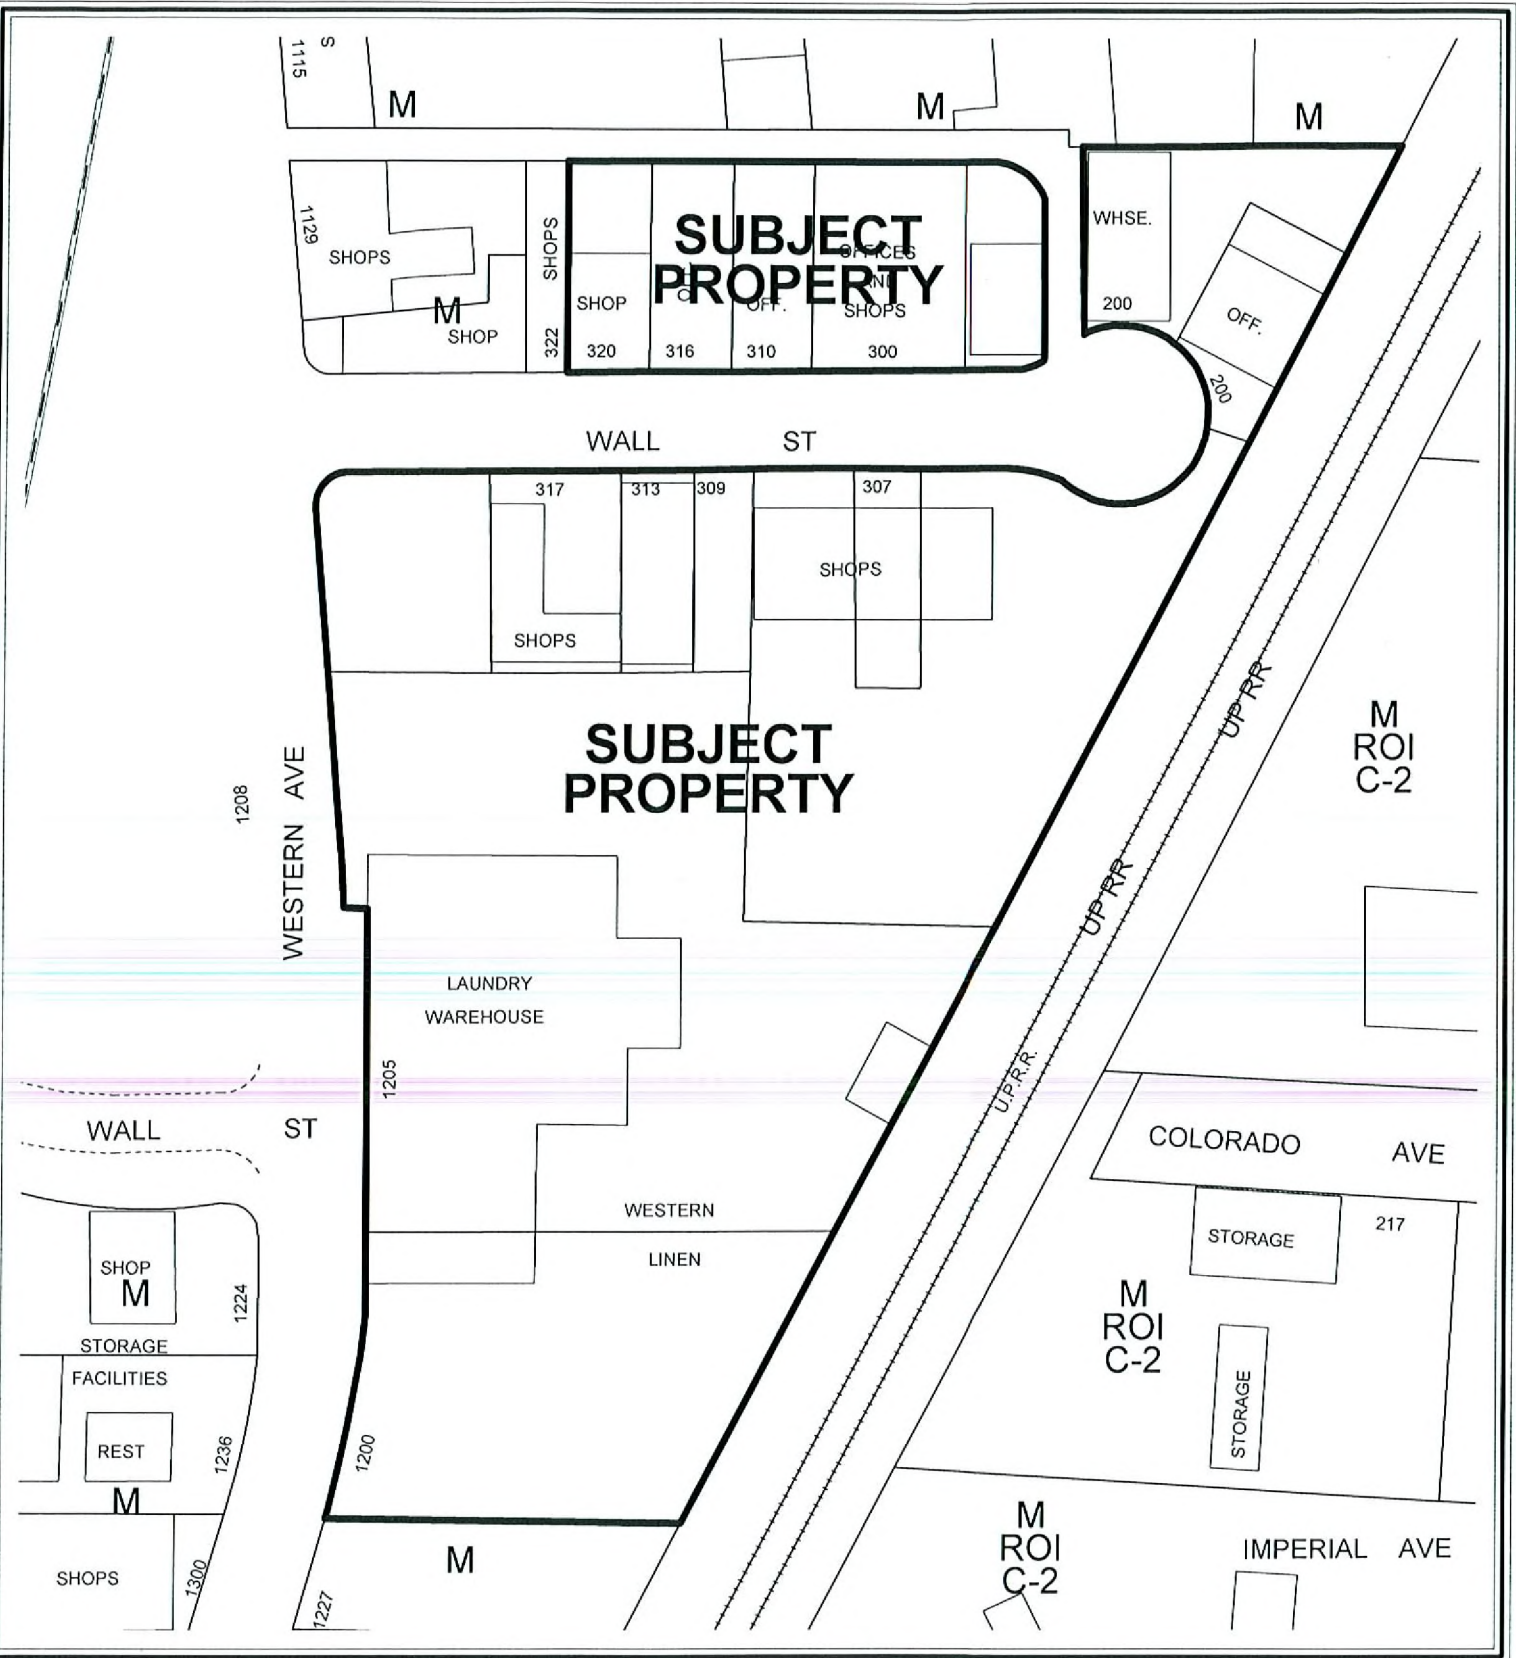 1115
S
M
M
M
1129
SHOPS
M
SHOP
SHOPS
322
SHOP
320
316
OFF.
310
OFFICES
AND
SHOPS
300
SUBJECT
PROPERTY
WHSE.
200
OFF.
200
WALL ST
317
313
309
307
SHOPS
SHOPS
SUBJECT
PROPERTY
1208
WESTERN AVE
UP RR
M
ROI
C-2
UP RR
LAUNDRY
WAREHOUSE
1205
U.P.R.R.
WALL ST
COLORADO AVE
WESTERN
LINEN
STORAGE
217
SHOP
M
1224
STORAGE
FACILITIES
M
ROI
C-2
STORAGE
REST
1236
M
1200
SHOPS
1300
1227
M
M
ROI
C-2
IMPERIAL AVE